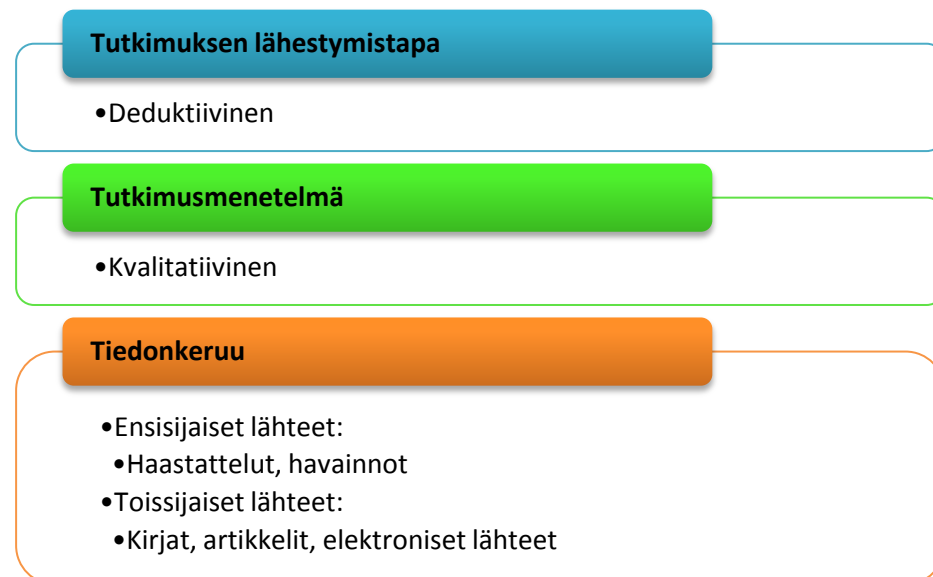 Tutkimuksen lähestymistapa
•Deduktiivinen
Tutkimusmenetelmä
•Kvalitatiivinen
Tiedonkeruu
•Ensisijaiset lähteet:
•Haastattelut, havainnot
•Toissijaiset lähteet:
•Kirjat, artikkelit, elektroniset lähteet